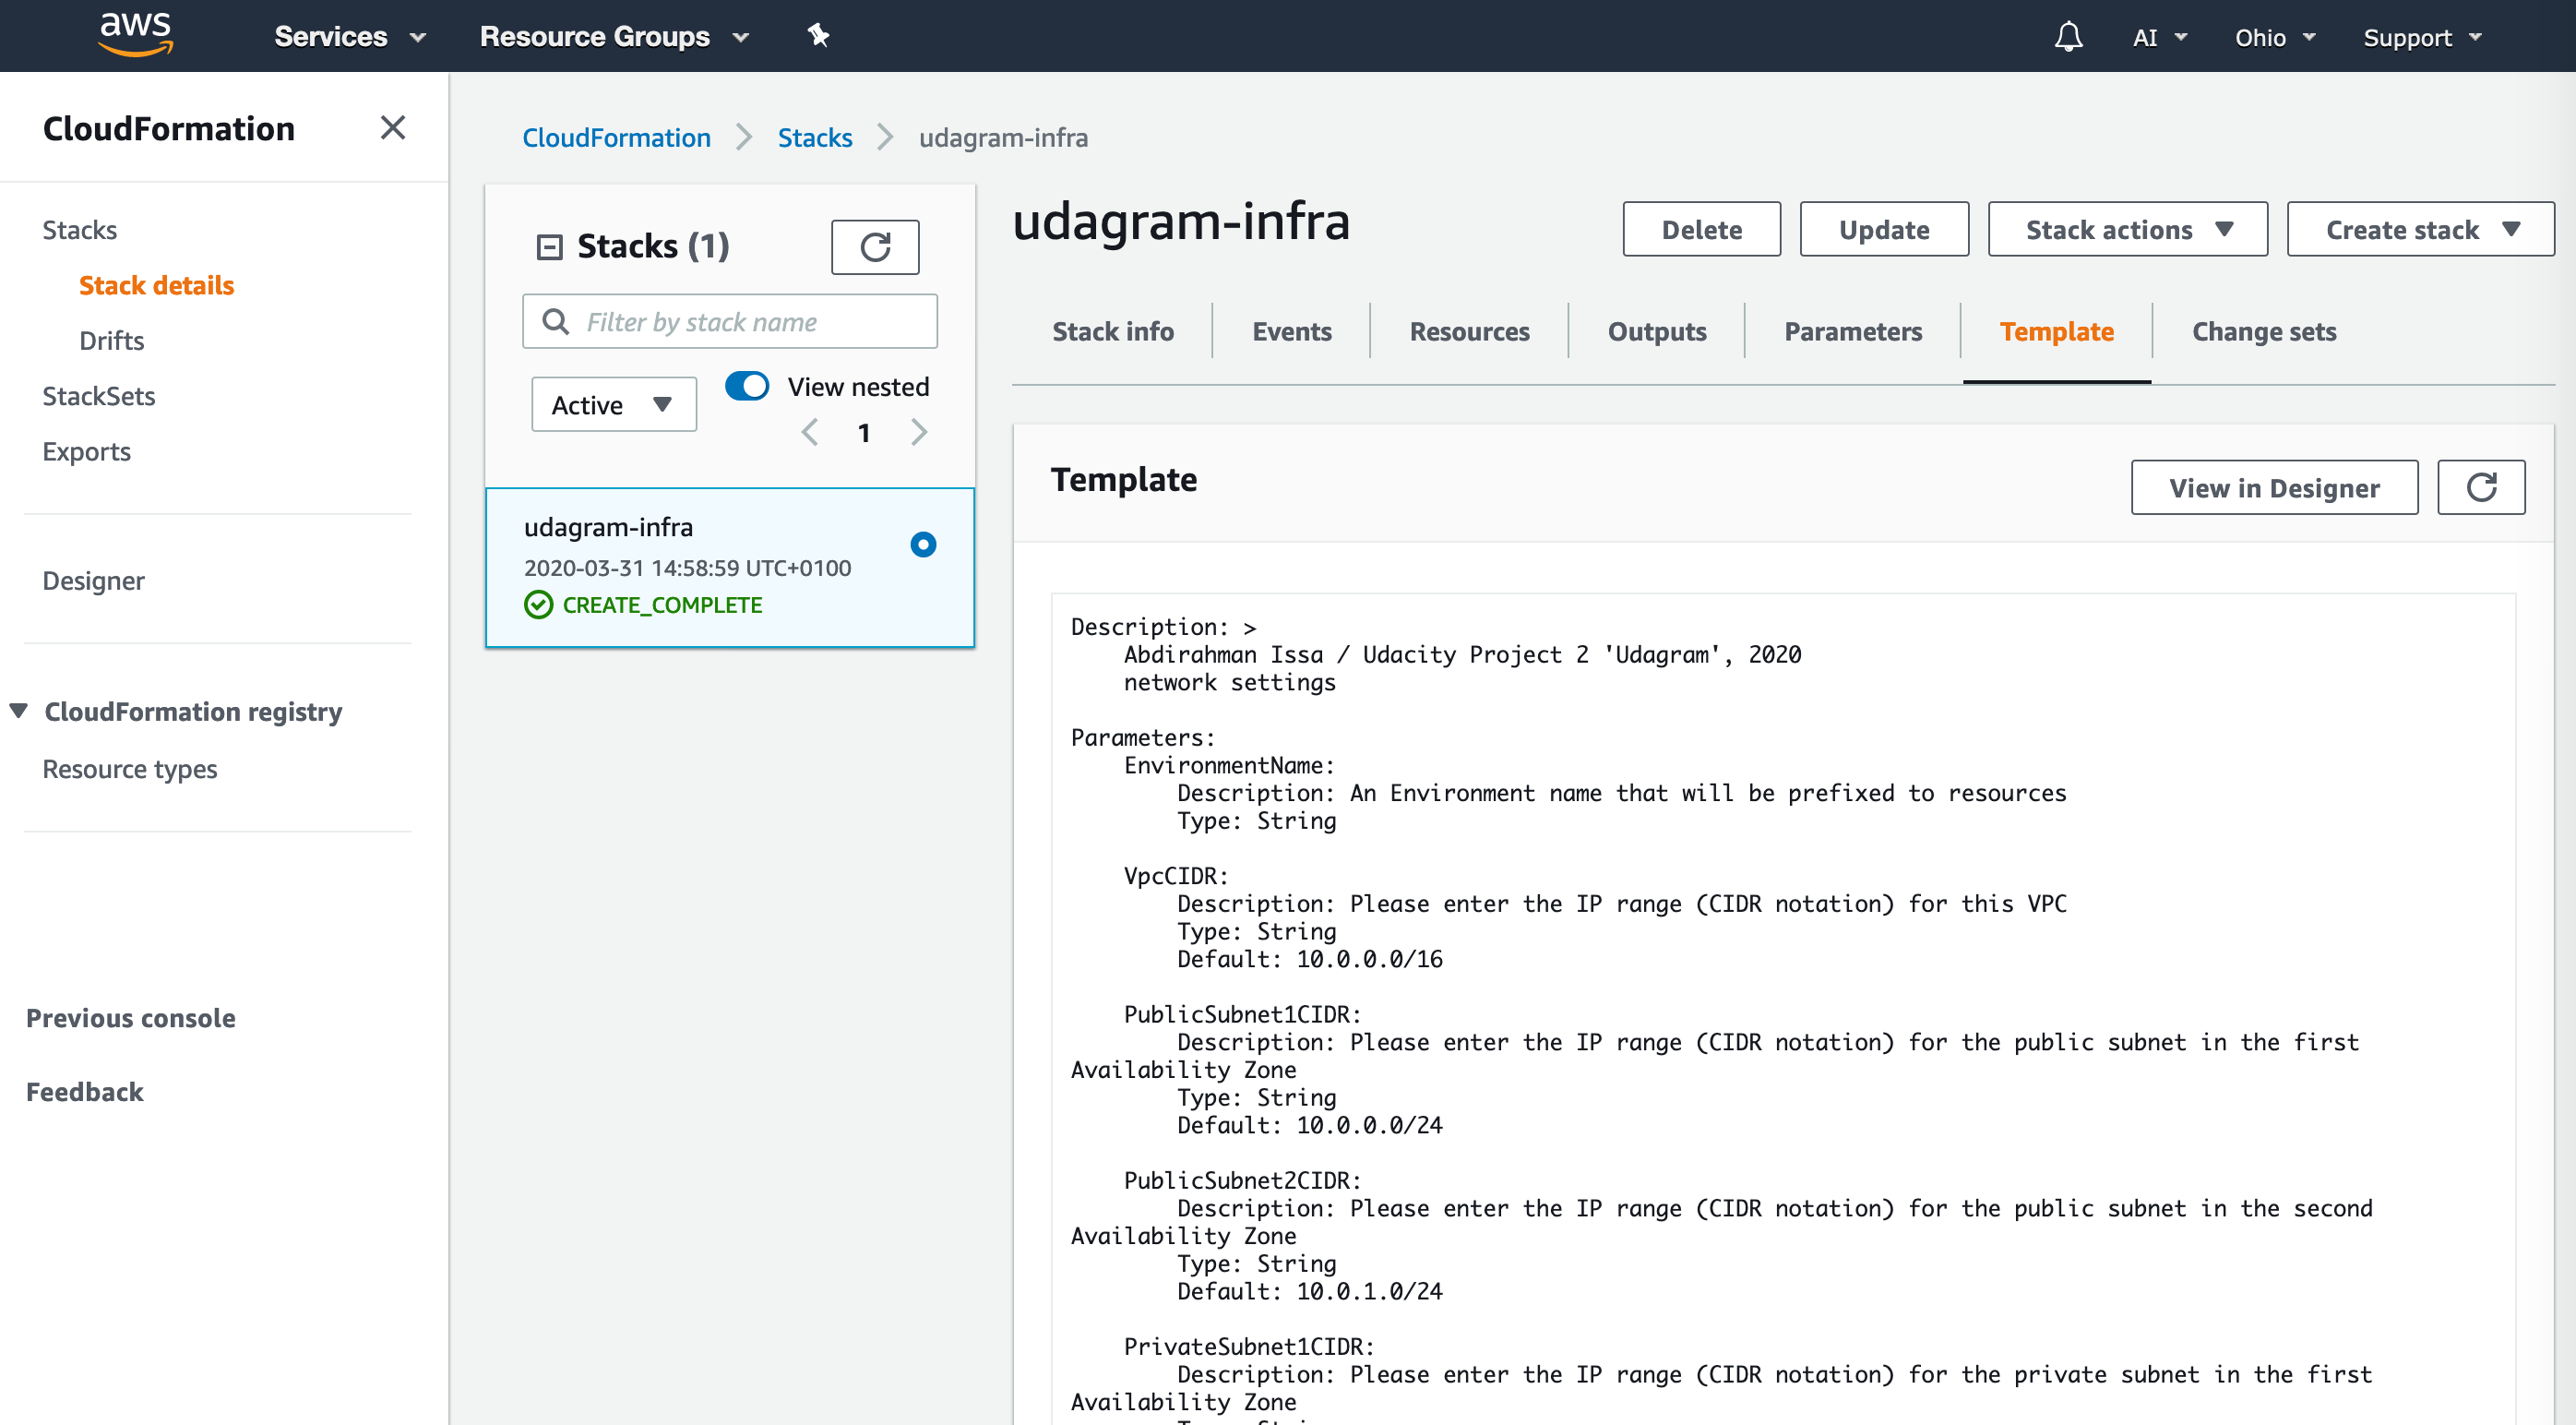 aws
Services
Resource Groups
AI
Ohio
Support
CloudFormation
Stacks
Stack details
Drifts
StackSets
Exports
Designer
CloudFormation registry
Resource types
Previous console
Feedback
CloudFormation
Stacks
udagram-infra
Stacks (1)
Filter by stack name
Active
View nested
1
udagram-infra
2020-03-31 14:58:59 UTC+0100
CREATE_COMPLETE
udagram-infra
Delete
Update
Stack actions
Create stack
Stack info
Events
Resources
Outputs
Parameters
Template
Change sets
Template
View in Designer
Description: >
Abdirahman Issa / Udacity Project 2 'Udagram', 2020
network settings
Parameters:
EnvironmentName:
Description: An Environment name that will be prefixed to resources
Type: String
VpcCIDR:
Description: Please enter the IP range (CIDR notation) for this VPC
Type: String
Default: 10.0.0.0/16
PublicSubnet1CIDR:
Description: Please enter the IP range (CIDR notation) for the public subnet in the first
Availability Zone
Type: String
Default: 10.0.0.0/24
PublicSubnet2CIDR:
Description: Please enter the IP range (CIDR notation) for the public subnet in the second
Availability Zone
Type: String
Default: 10.0.1.0/24
PrivateSubnet1CIDR:
Description: Please enter the IP range (CIDR notation) for the private subnet in the first
Availability Zone